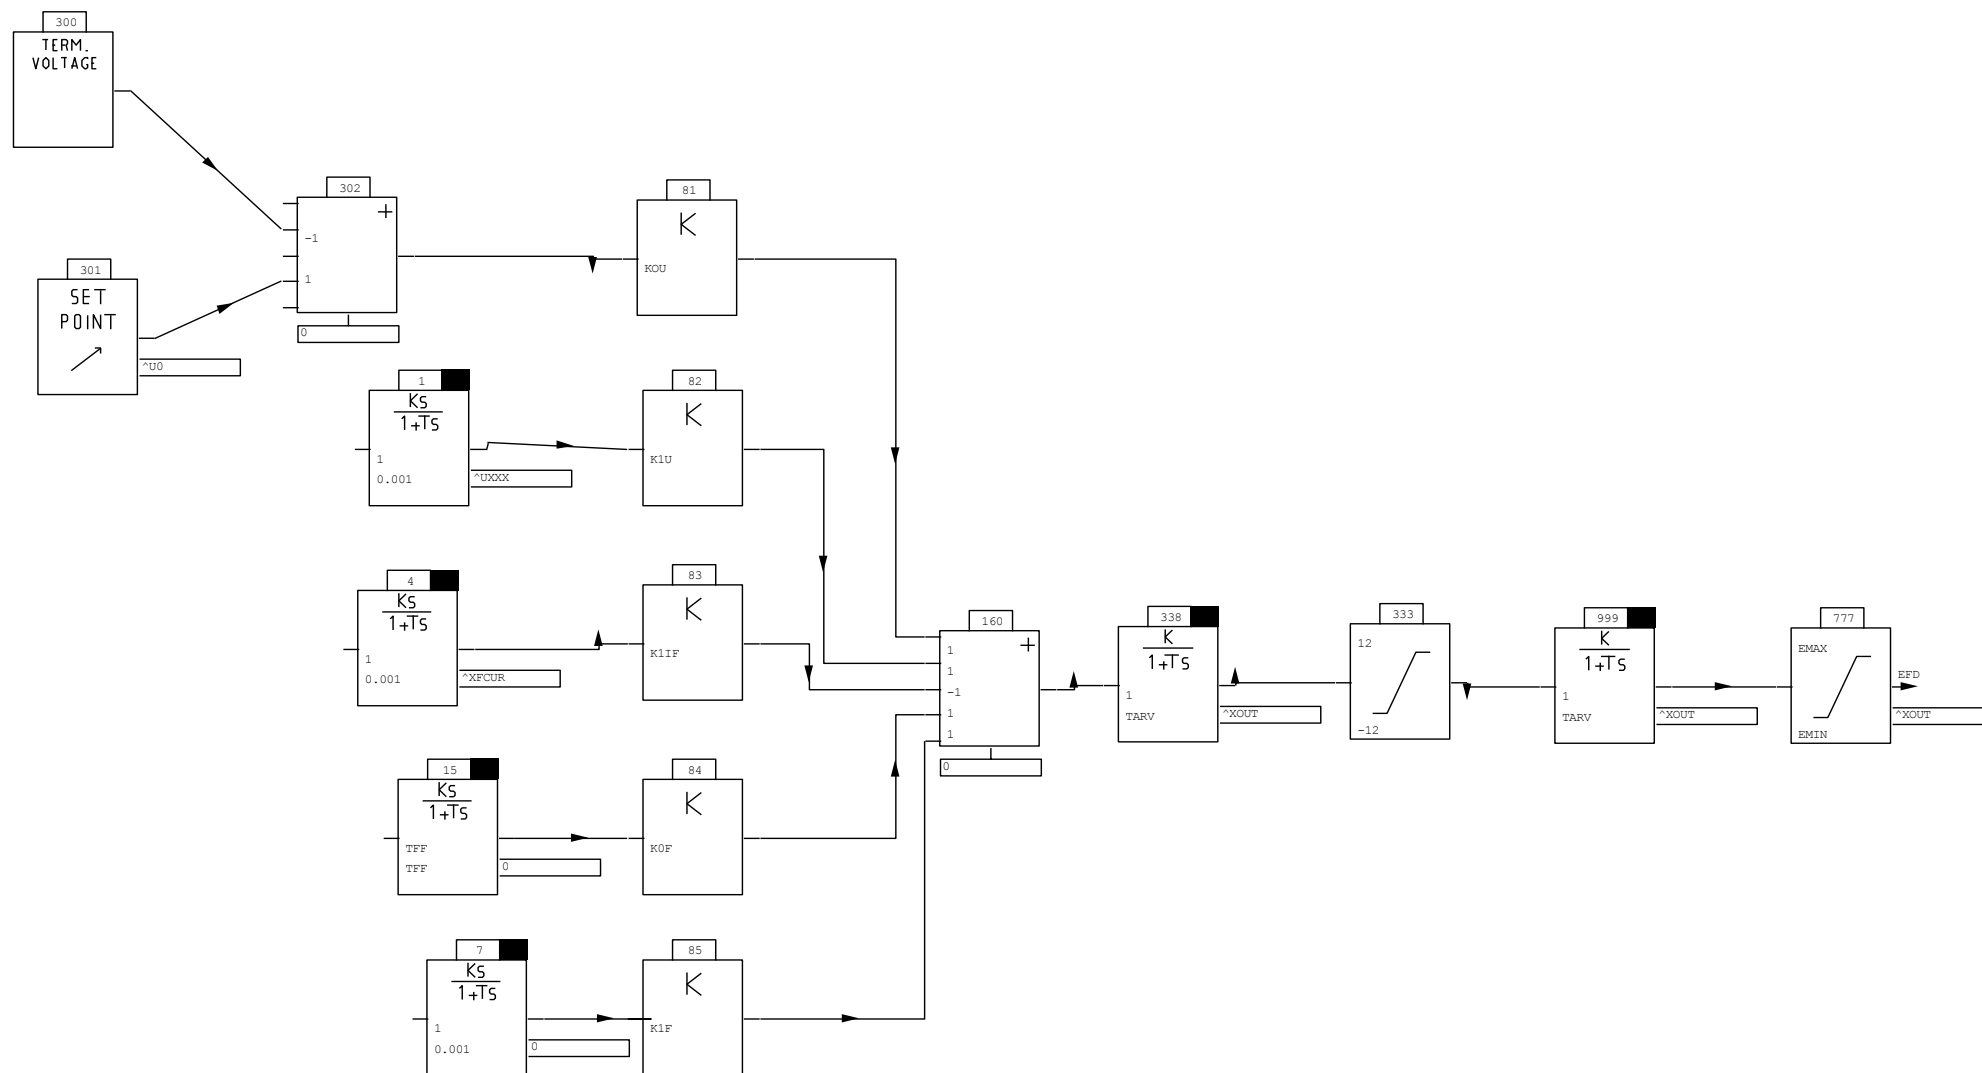 300
TERM.
VOLTAGE
302
+
-1
1
0
81
K
KOU
301
SET
POINT
^U0
1
Ks
1+Ts
1
0.001
^UXXX
82
K
K1U
4
Ks
1+Ts
1
0.001
^XFCUR
83
K
K1IF
160
+
1
1
-1
1
1
0
338
K
1+Ts
1
TARV
^XOUT
333
12
-12
999
K
1+Ts
1
TARV
^XOUT
777
EMAX
EMIN
EFD
^XOUT
15
Ks
1+Ts
TFF
TFF
0
84
K
K0F
7
Ks
1+Ts
1
0.001
0
85
K
K1F